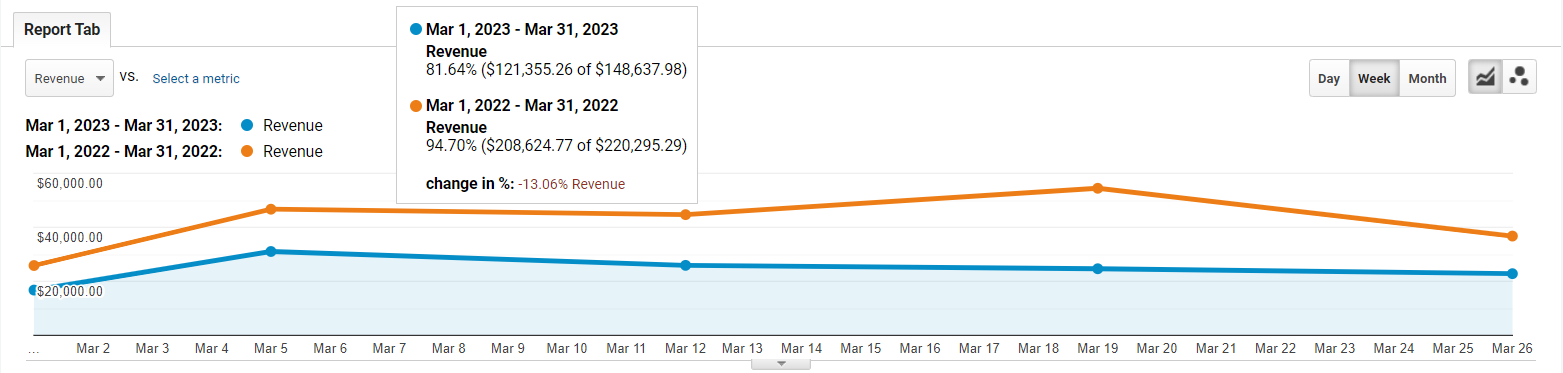 Report Tab
Revenue vs. Select a metric
Day Week Month
Mar 1, 2023 - Mar 31, 2023
Revenue
81.64% ($121,355.26 of $148,637.98)
Mar 1, 2022 - Mar 31, 2022
Revenue
94.70% ($208,624.77 of $220,295.29)
change in %: -13.06% Revenue
Mar 1, 2023 - Mar 31, 2023: Revenue
Mar 1, 2022 - Mar 31, 2022: Revenue
$60,000.00
$40,000.00
$20,000.00
... Mar 2 Mar 3 Mar 4 Mar 5 Mar 6 Mar 7 Mar 8 Mar 9 Mar 10 Mar 11 Mar 12 Mar 13 Mar 14 Mar 15 Mar 16 Mar 17 Mar 18 Mar 19 Mar 20 Mar 21 Mar 22 Mar 23 Mar 24 Mar 25 Mar 26